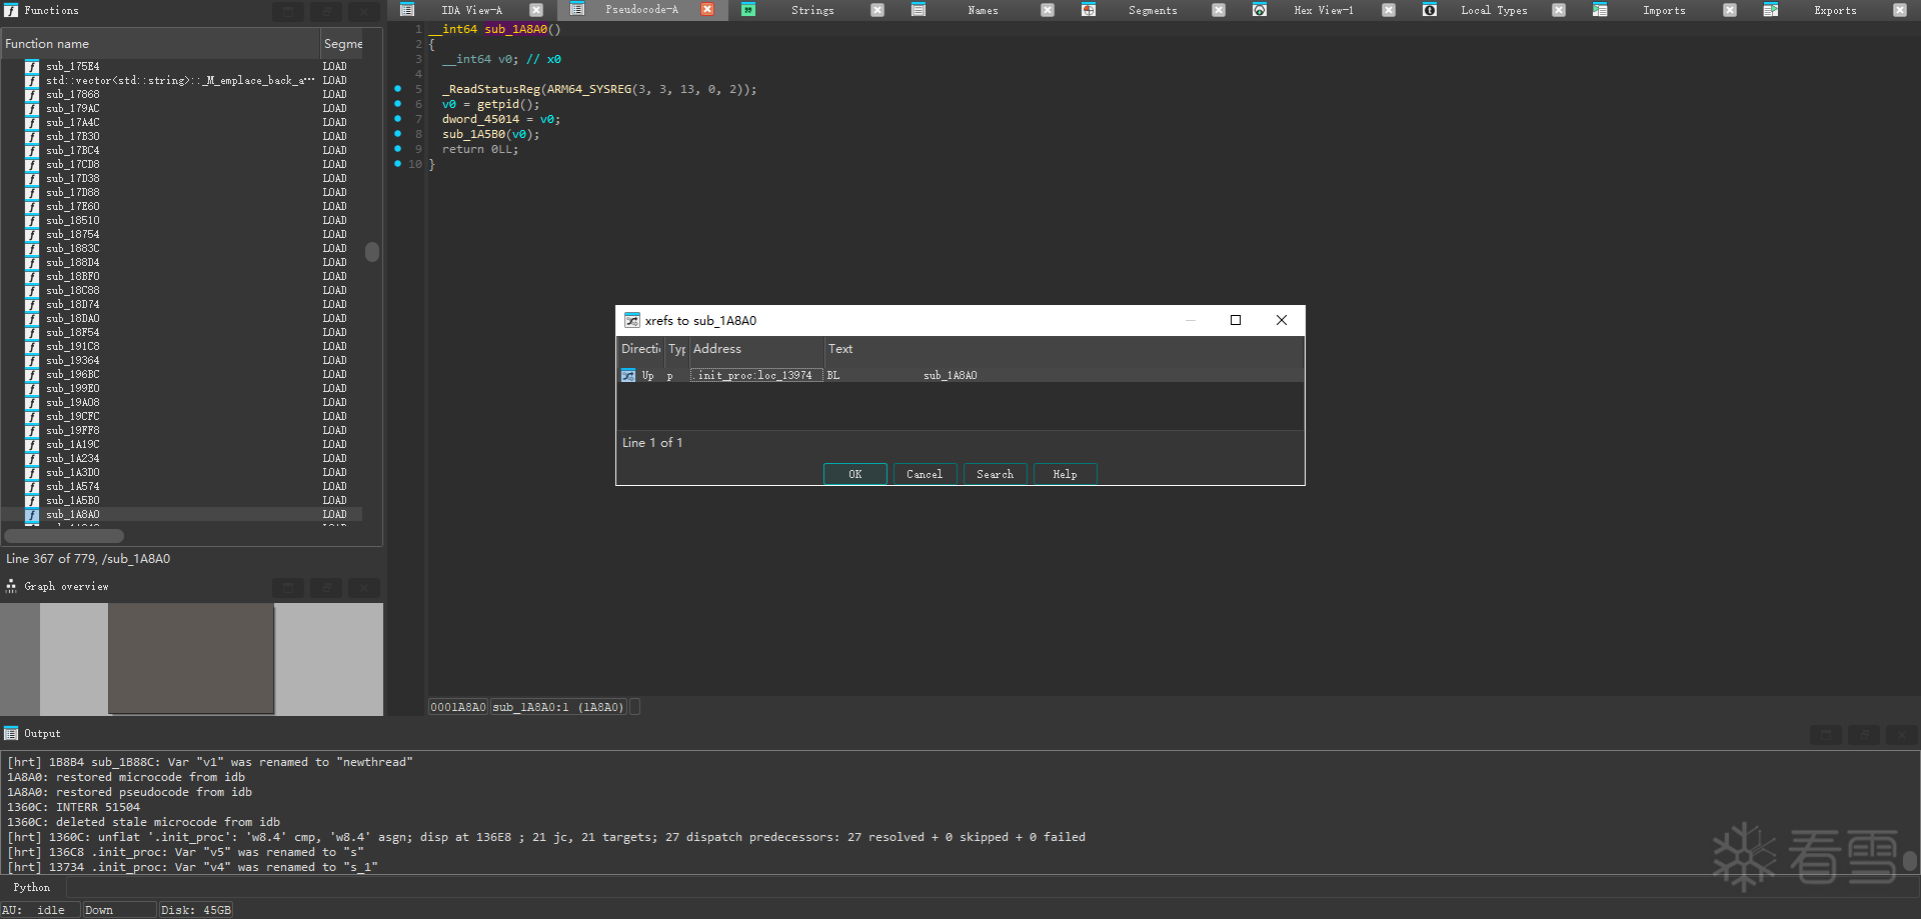 Functions
Function name Segme
sub_175E4 LOAD
std::vector<std::string>::_M_emplace_back_a… LOAD
sub_17868 LOAD
sub_179AC LOAD
sub_17A4C LOAD
sub_17B30 LOAD
sub_17BC4 LOAD
sub_17CD8 LOAD
sub_17D38 LOAD
sub_17D88 LOAD
sub_17E60 LOAD
sub_18510 LOAD
sub_18754 LOAD
sub_1883C LOAD
sub_188D4 LOAD
sub_18BF0 LOAD
sub_18C88 LOAD
sub_18D74 LOAD
sub_18DA0 LOAD
sub_18F54 LOAD
sub_191C8 LOAD
sub_19364 LOAD
sub_196BC LOAD
sub_199E0 LOAD
sub_19A08 LOAD
sub_19CFC LOAD
sub_19FF8 LOAD
sub_1A19C LOAD
sub_1A234 LOAD
sub_1A3D0 LOAD
sub_1A574 LOAD
sub_1A5B0 LOAD
sub_1A8A0 LOAD
Line 367 of 779, /sub_1A8A0
Graph overview
IDA View-A Pseudocode-A Strings Names Segments Hex View-1 Local Types Imports Exports
1 __int64 sub_1A8A0()
2 {
3 __int64 v0; // x0
4
5 _ReadStatusReg(ARM64_SYSREG(3, 3, 13, 0, 2));
6 v0 = getpid();
7 dword_45014 = v0;
8 sub_1A5B0(v0);
9 return 0LL;
10 }
xrefs to sub_1A8A0
Directi Typ Address Text
Up p .init_proc:loc_13974 BL sub_1A8A0
Line 1 of 1
OK Cancel Search Help
0001A8A0 sub_1A8A0:1 (1A8A0)
Output
[hrt] 1B8B4 sub_1B88C: Var "v1" was renamed to "newthread"
1A8A0: restored microcode from idb
1A8A0: restored pseudocode from idb
1360C: INTERR 51504
1360C: deleted stale microcode from idb
[hrt] 1360C: unflat '.init_proc': 'w8.4' cmp, 'w8.4' asgn; disp at 136E8 ; 21 jc, 21 targets; 27 dispatch predecessors: 27 resolved + 0 skipped + 0 failed
[hrt] 136C8 .init_proc: Var "v5" was renamed to "s"
[hrt] 13734 .init_proc: Var "v4" was renamed to "s_1"
看雪
Python
AU: idle Down Disk: 45GB